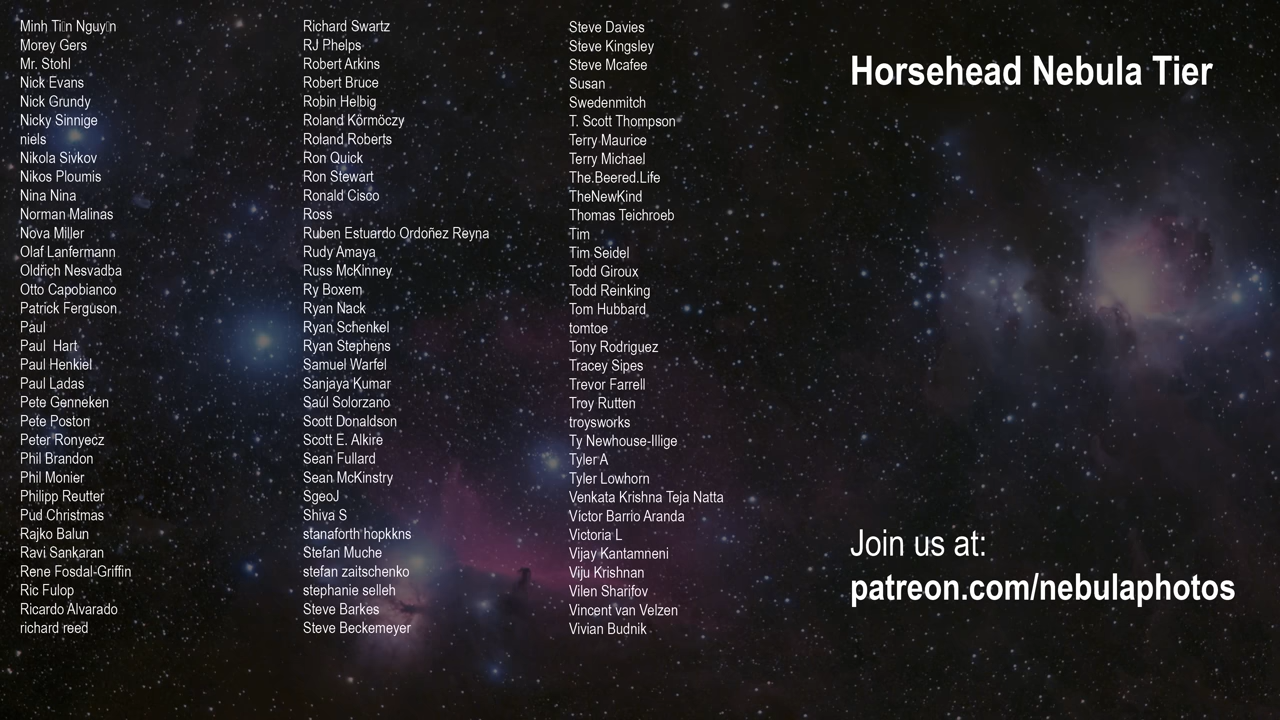 Minh Ti▯n Nguy▯n
Morey Gers
Mr. Stohl
Nick Evans
Nick Grundy
Nicky Sinnige
niels
Nikola Sivkov
Nikos Ploumis
Nina Nina
Norman Malinas
Nova Miller
Olaf Lanfermann
Oldřich Nesvadba
Otto Capobianco
Patrick Ferguson
Paul
Paul  Hart
Paul Henkiel
Paul Ladas
Pete Genneken
Pete Poston
Peter Ronyecz
Phil Brandon
Phil Monier
Philipp Reutter
Pud Christmas
Rajko Balun
Ravi Sankaran
Rene Fosdal-Griffin
Ric Fulop
Ricardo Alvarado
richard reed
Richard Swartz
RJ Phelps
Robert Arkins
Robert Bruce
Robin Helbig
Roland Körmöczy
Roland Roberts
Ron Quick
Ron Stewart
Ronald Cisco
Ross
Ruben Estuardo Ordoñez Reyna
Rudy Amaya
Russ McKinney
Ry Boxem
Ryan Nack
Ryan Schenkel
Ryan Stephens
Samuel Warfel
Sanjaya Kumar
Saúl Solorzano
Scott Donaldson
Scott E. Alkire
Sean Fullard
Sean McKinstry
SgeoJ
Shiva S
stanaforth hopkkns
Stefan Muche
stefan zaitschenko
stephanie selleh
Steve Barkes
Steve Beckemeyer
Steve Davies
Steve Kingsley
Steve Mcafee
Susan
Swedenmitch
T. Scott Thompson
Terry Maurice
Terry Michael
The.Beered.Life
TheNewKind
Thomas Teichroeb
Tim
Tim Seidel
Todd Giroux
Todd Reinking
Tom Hubbard
tomtoe
Tony Rodriguez
Tracey Sipes
Trevor Farrell
Troy Rutten
troysworks
Ty Newhouse-Illige
Tyler A
Tyler Lowhorn
Venkata Krishna Teja Natta
Victor Barrio Aranda
Victoria L
Vijay Kantamneni
Viju Krishnan
Vilen Sharifov
Vincent van Velzen
Vivian Budnik
Horsehead Nebula Tier
Join us at:
patreon.com/nebulaphotos